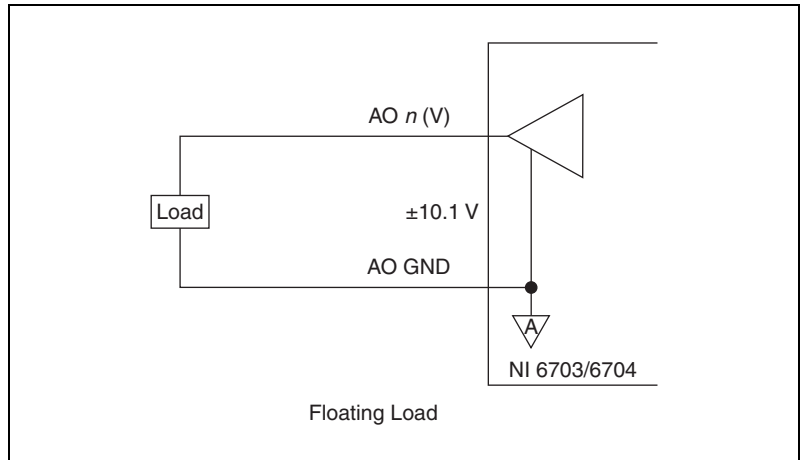 AO n (V)
Load
±10.1 V
AO GND
A
NI 6703/6704
Floating Load